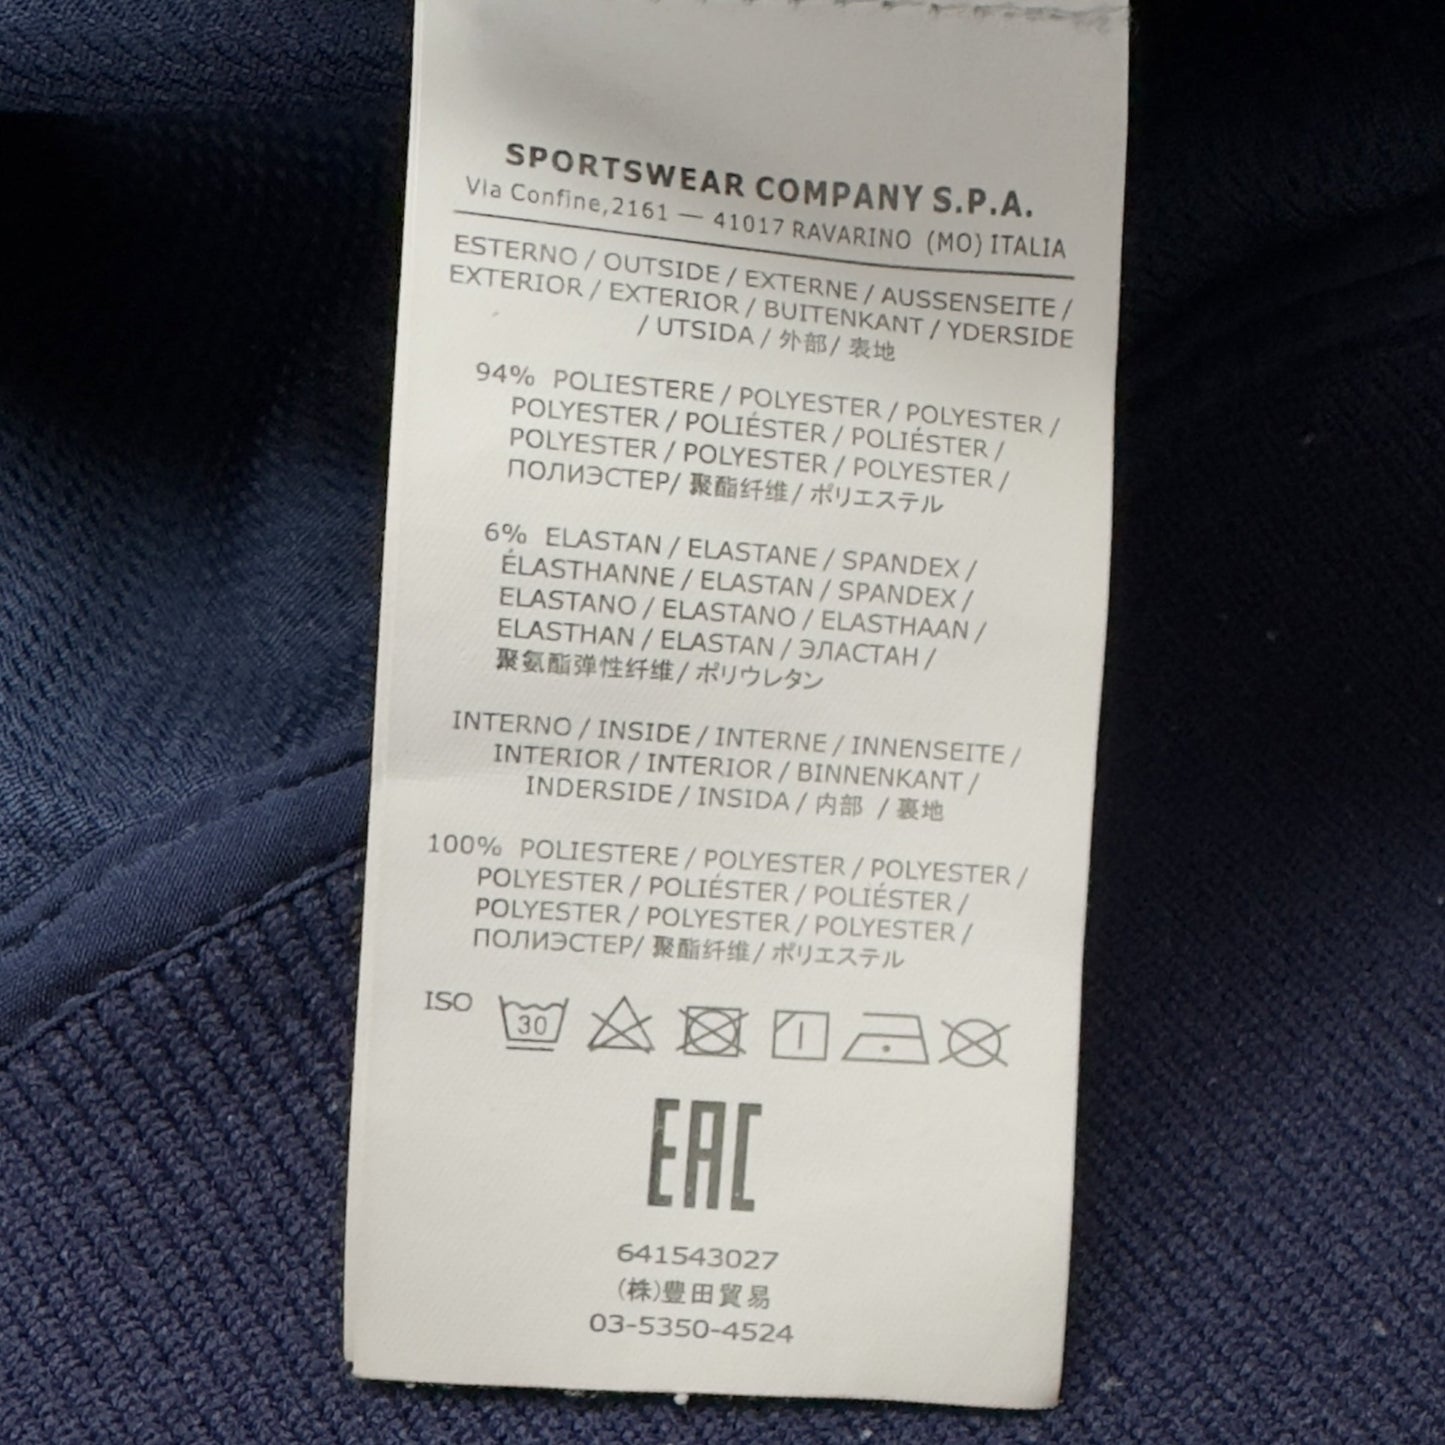 SPORTSWEAR COMPANY S.P.A.
Via Confine,2161 — 41017 RAVARINO (MO) ITALIA
ESTERNO / OUTSIDE / EXTERNE / AUSSENSEITE /
EXTERIOR / EXTERIOR / BUITENKANT / YDERSIDE
/ UTSIDA / 外部/ 表地
94% POLIESTERE / POLYESTER / POLYESTER /
POLYESTER / POLIÉSTER / POLIÉSTER /
POLYESTER / POLYESTER / POLYESTER /
ПОЛИЭСТЕР/ 聚酯纤维/ ポリエステル
6% ELASTAN / ELASTANE / SPANDEX /
ÉLASTHANNE / ELASTAN / SPANDEX /
ELASTANO / ELASTANO / ELASTHAAN /
ELASTHAN / ELASTAN / ЭЛАСТАН /
聚氨酯弹性纤维/ ポリウレタン
INTERNO / INSIDE / INTERNE / INNENSEITE /
INTERIOR / INTERIOR / BINNENKANT /
INDERSIDE / INSIDA / 内部 / 裏地
100% POLIESTERE / POLYESTER / POLYESTER /
POLYESTER / POLIÉSTER / POLIÉSTER /
POLYESTER / POLYESTER / POLYESTER /
ПОЛИЭСТЕР/ 聚酯纤维/ ポリエステル
ISO 30
EAC
641543027
(株)豊田貿易
03-5350-4524